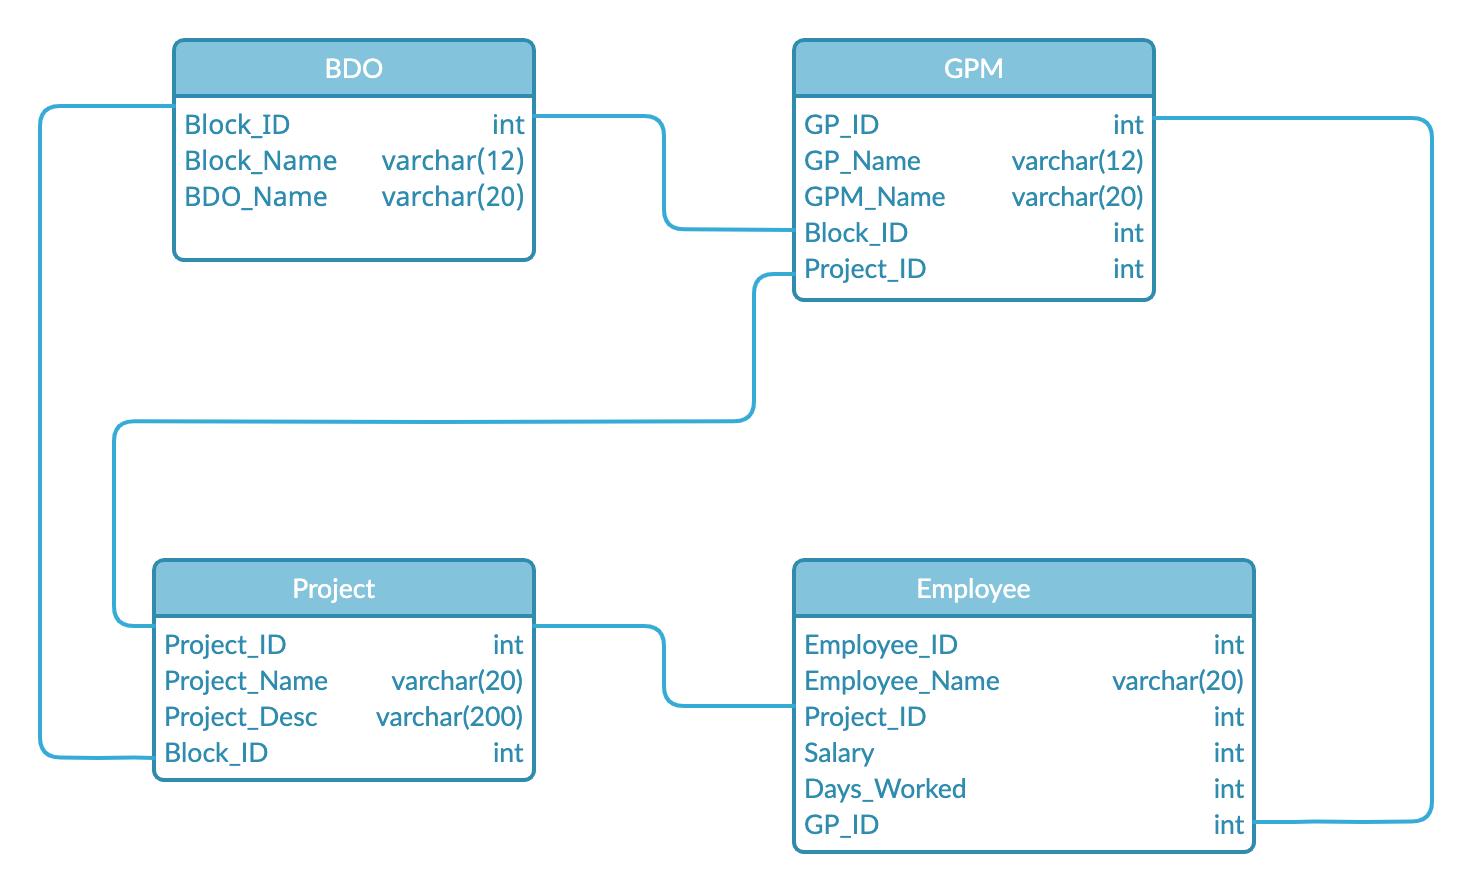 BDO
Block_ID int
Block_Name varchar(12)
BDO_Name varchar(20)
GPM
GP_ID int
GP_Name varchar(12)
GPM_Name varchar(20)
Block_ID int
Project_ID int
Project
Project_ID int
Project_Name varchar(20)
Project_Desc varchar(200)
Block_ID int
Employee
Employee_ID int
Employee_Name varchar(20)
Project_ID int
Salary int
Days_Worked int
GP_ID int